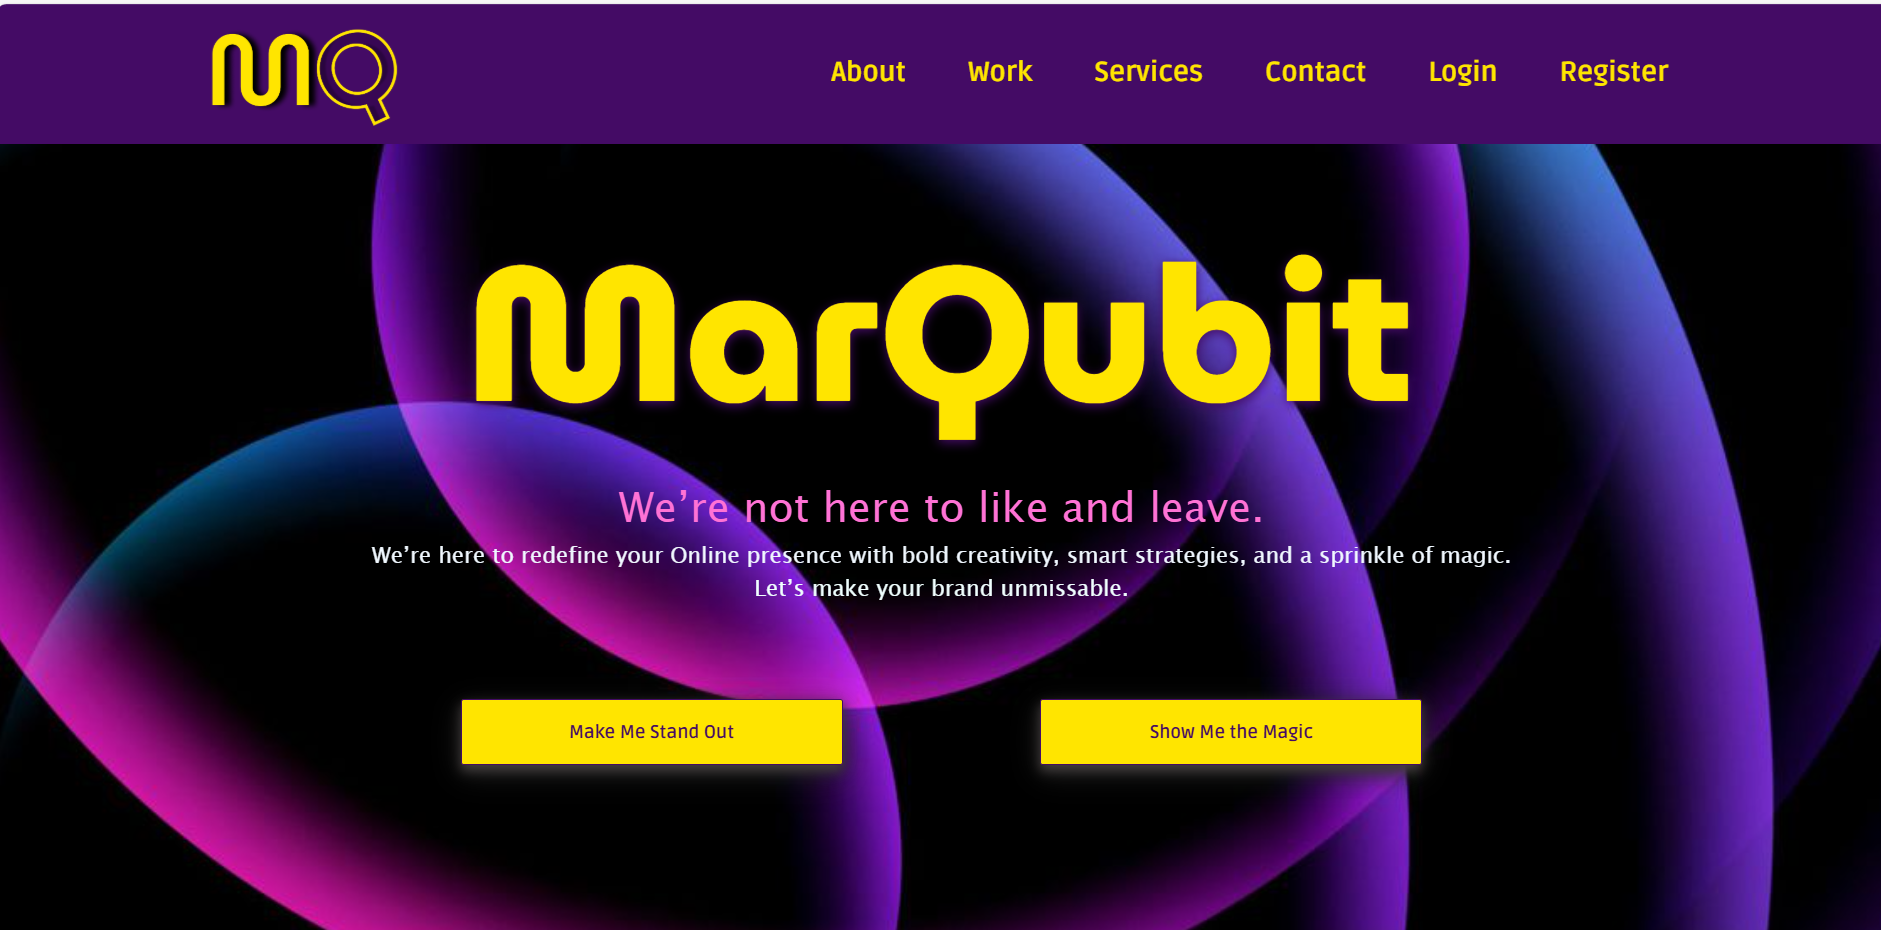 MQ
About Work Services Contact Login Register
MarQubit
We’re not here to like and leave.
We’re here to redefine your Online presence with bold creativity, smart strategies, and a sprinkle of magic.
Let’s make your brand unmissable.
Make Me Stand Out Show Me the Magic